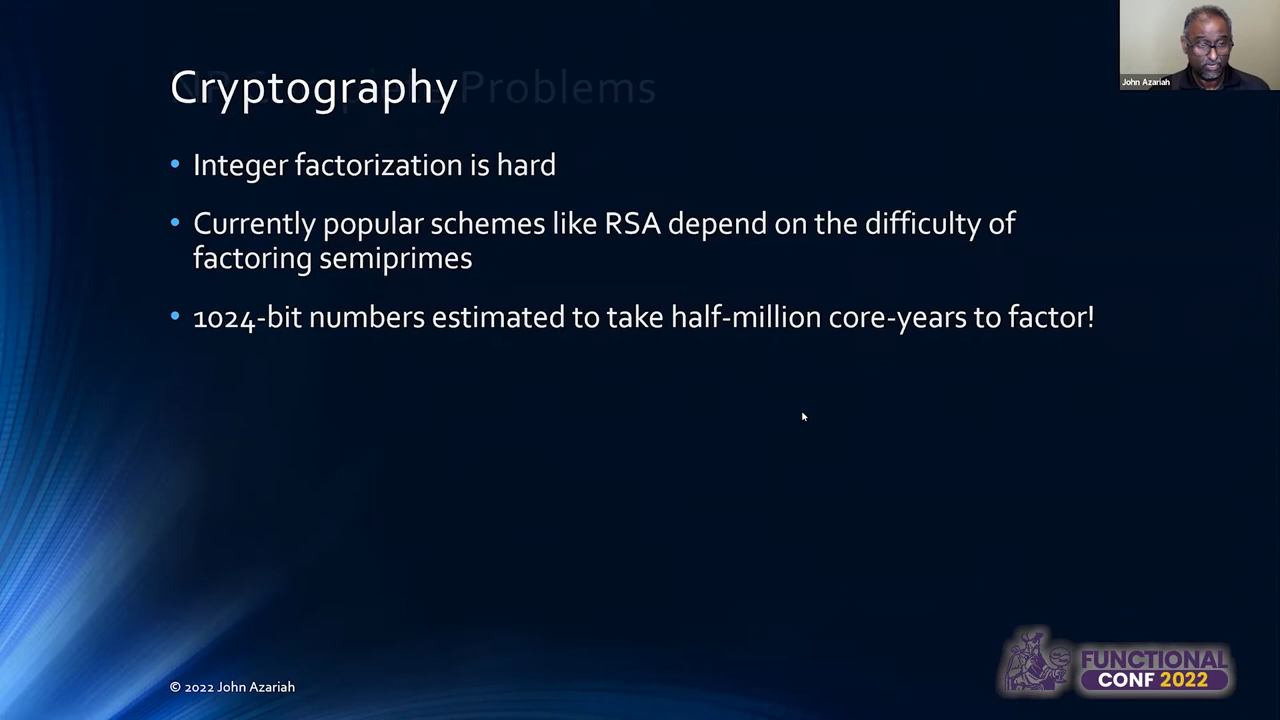 John Azariah
Cryptography Problems
• Integer factorization is hard
• Currently popular schemes like RSA depend on the difficulty of
factoring semiprimes
• 1024-bit numbers estimated to take half-million core-years to factor!
© 2022 John Azariah
FUNCTIONAL
CONF 2022